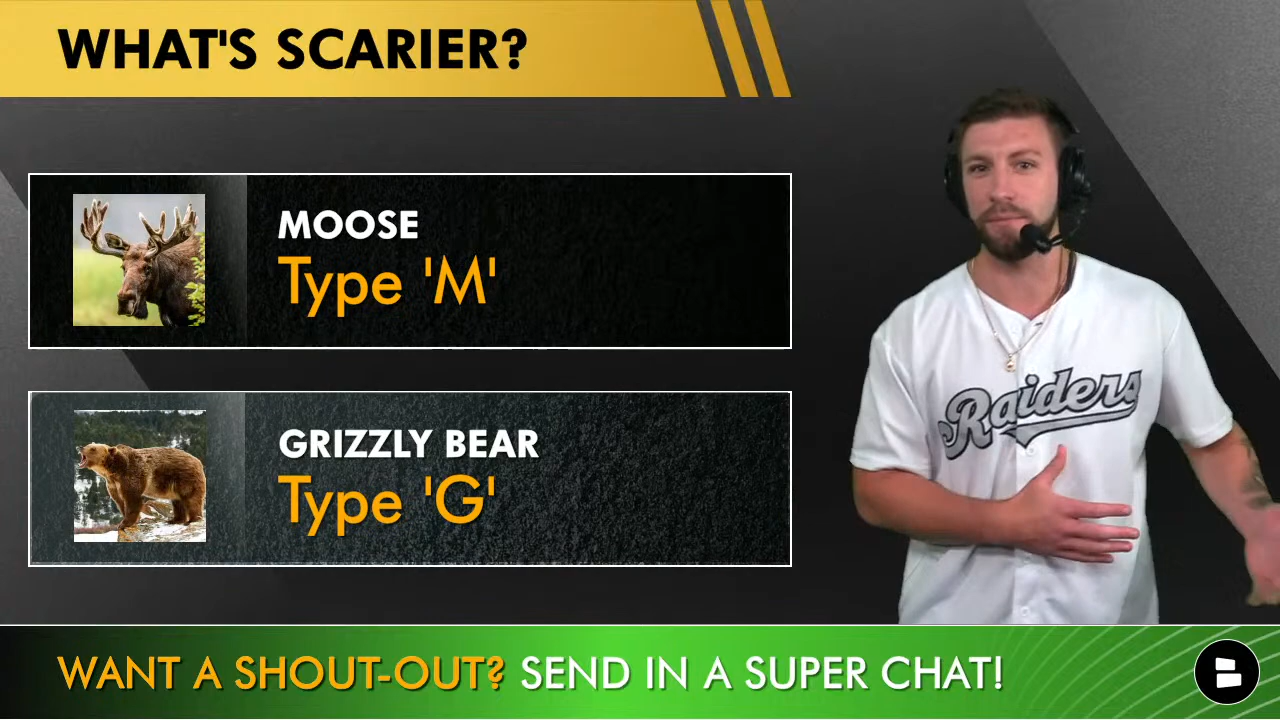 WHAT'S SCARIER?
MOOSE
Type 'M'
GRIZZLY BEAR
Type 'G'
Raiders
WANT A SHOUT-OUT? SEND IN A SUPER CHAT!